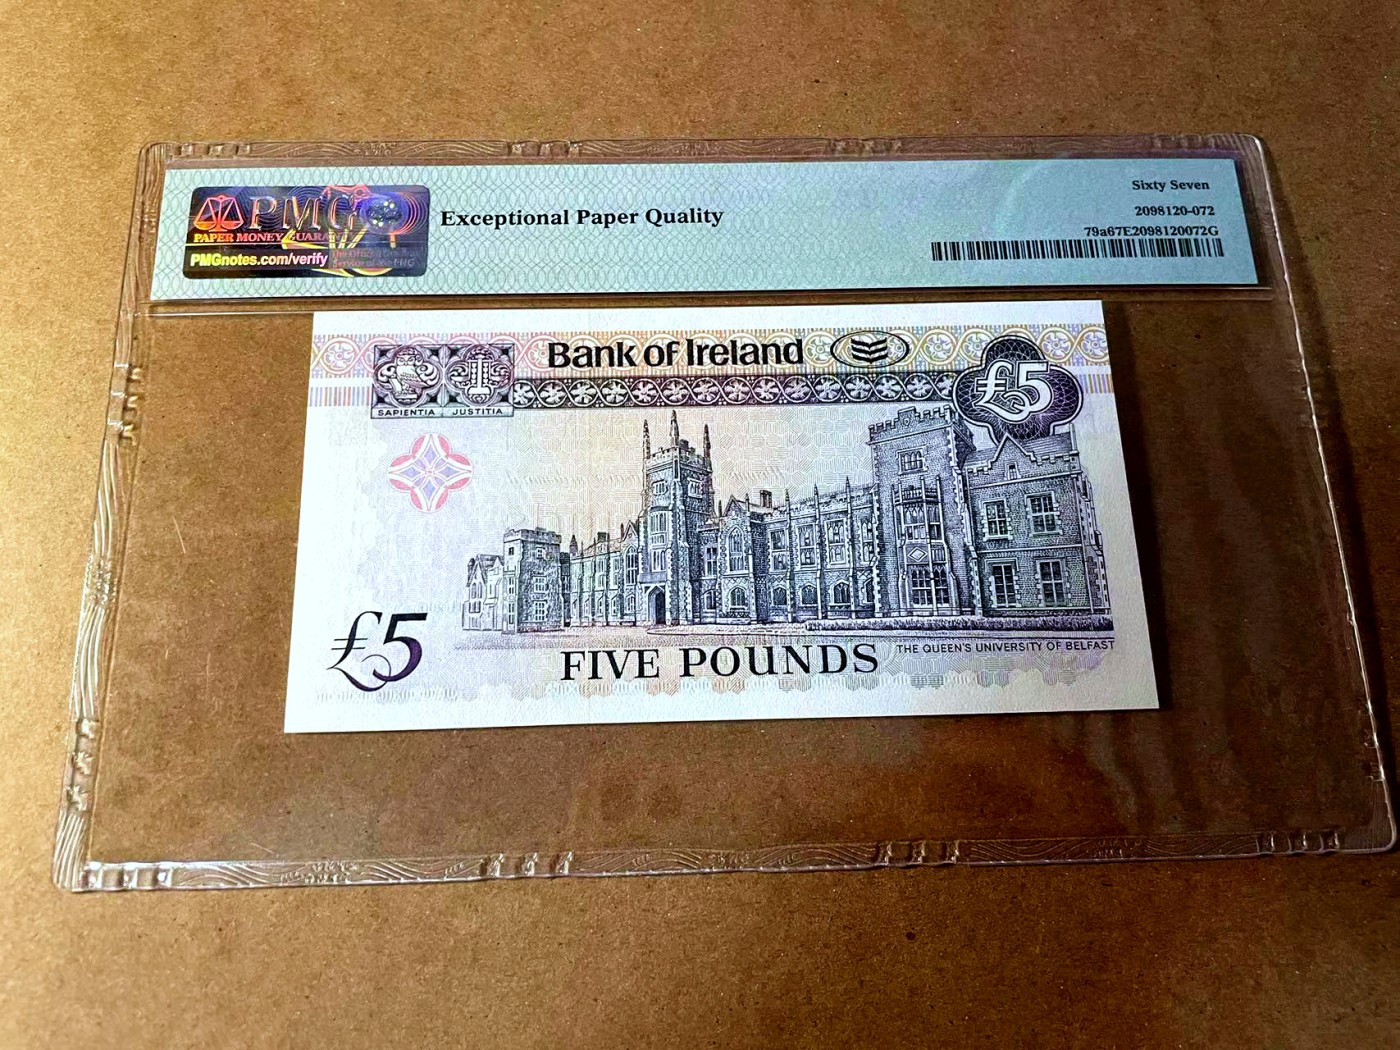 PMG
PAPER MONEY GUARAN
PMGnotes.com/verify
Exceptional Paper Quality
Sixty Seven
2098120-072
79a67E2098120072G
Bank of Ireland
£5
SAPIENTIA JUSTITIA
£5
FIVE POUNDS
THE QUEEN'S UNIVERSITY OF BELFAST